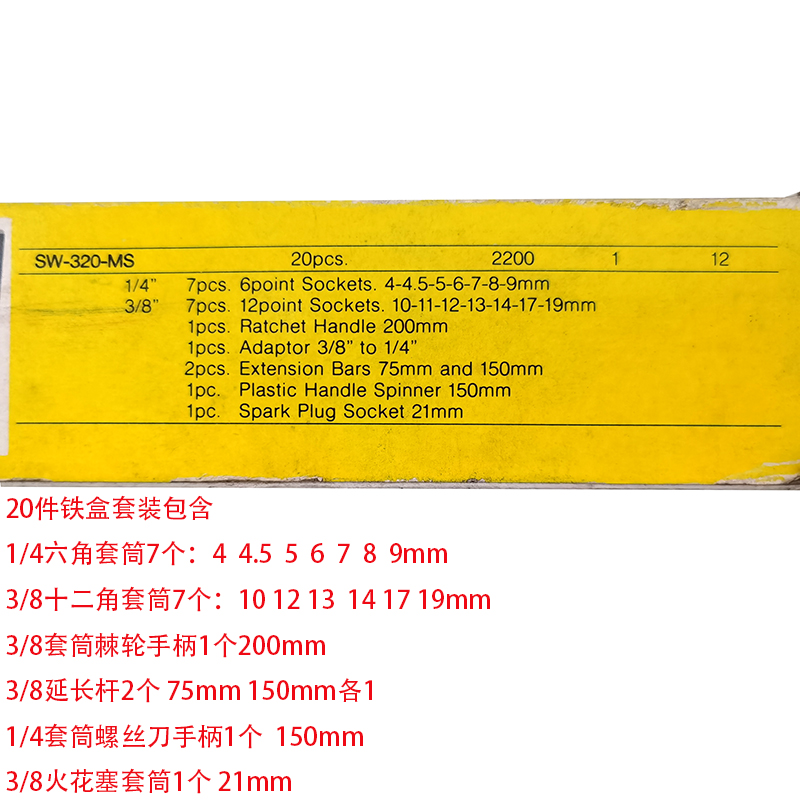 SW-320-MS 20pcs. 2200 1 12
1/4" 7pcs. 6point Sockets. 4-4.5-5-6-7-8-9mm
3/8" 7pcs. 12point Sockets. 10-11-12-13-14-17-19mm
1pcs. Ratchet Handle 200mm
1pcs. Adaptor 3/8" to 1/4"
2pcs. Extension Bars 75mm and 150mm
1pc. Plastic Handle Spinner 150mm
1pc. Spark Plug Socket 21mm
20件铁盒套装包含
1/4六角套筒7个：4 4.5 5 6 7 8 9mm
3/8十二角套筒7个：10 12 13 14 17 19mm
3/8套筒棘轮手柄1个200mm
3/8延长杆2个 75mm 150mm各1
1/4套筒螺丝刀手柄1个 150mm
3/8火花塞套筒1个 21mm